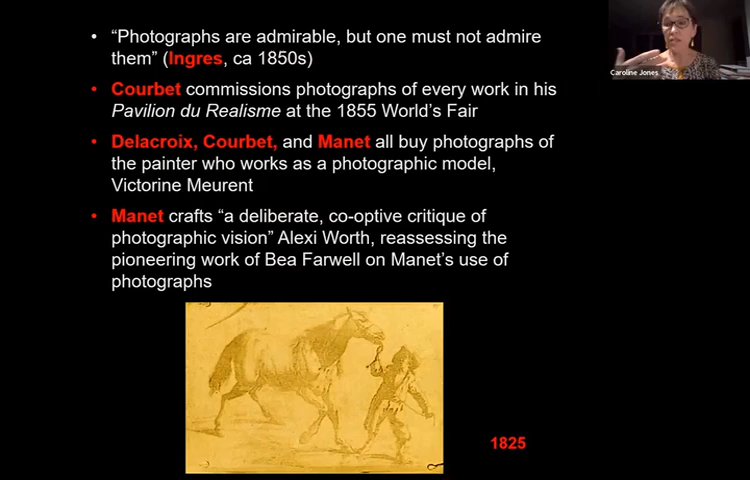 • “Photographs are admirable, but one must not admire
them” (Ingres, ca 1850s)
• Courbet commissions photographs of every work in his
Pavilion du Realisme at the 1855 World’s Fair
• Delacroix, Courbet, and Manet all buy photographs of
the painter who works as a photographic model,
Victorine Meurent
• Manet crafts “a deliberate, co-optive critique of
photographic vision” Alexi Worth, reassessing the
pioneering work of Bea Farwell on Manet’s use of
photographs
1825
Caroline Jones